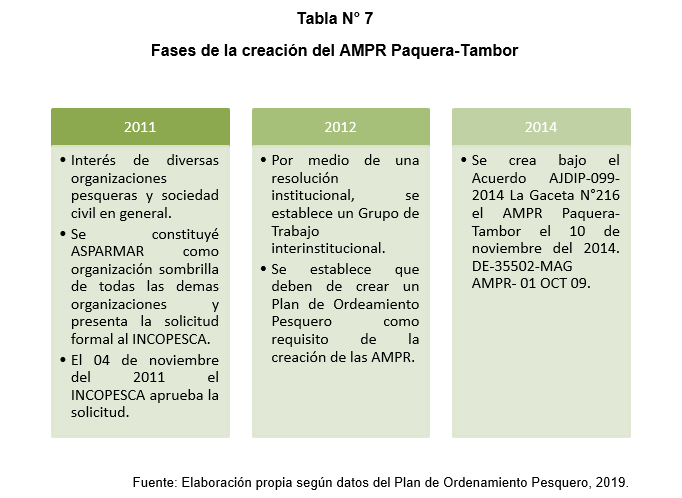 Tabla N° 7
Fases de la creación del AMPR Paquera-Tambor
2011
• Interés de diversas
organizaciones
pesqueras y sociedad
civil en general.
• Se constituyé
ASPARMAR como
organización sombrilla
de todas las demas
organizaciones y
presenta la solicitud
formal al INCOPESCA.
• El 04 de noviembre
del 2011 el
INCOPESCA aprueba la
solicitud.
2012
• Por medio de una
resolución
institucional, se
establece un Grupo de
Trabajo
interinstitucional.
• Se establece que
deben de crear un
Plan de Ordeamiento
Pesquero como
requisito de la
creación de las AMPR.
2014
• Se crea bajo el
Acuerdo AJDIP-099-
2014 La Gaceta N°216
el AMPR Paquera-
Tambor el 10 de
noviembre del 2014.
DE-35502-MAG
AMPR- 01 OCT 09.
Fuente: Elaboración propia según datos del Plan de Ordenamiento Pesquero, 2019.